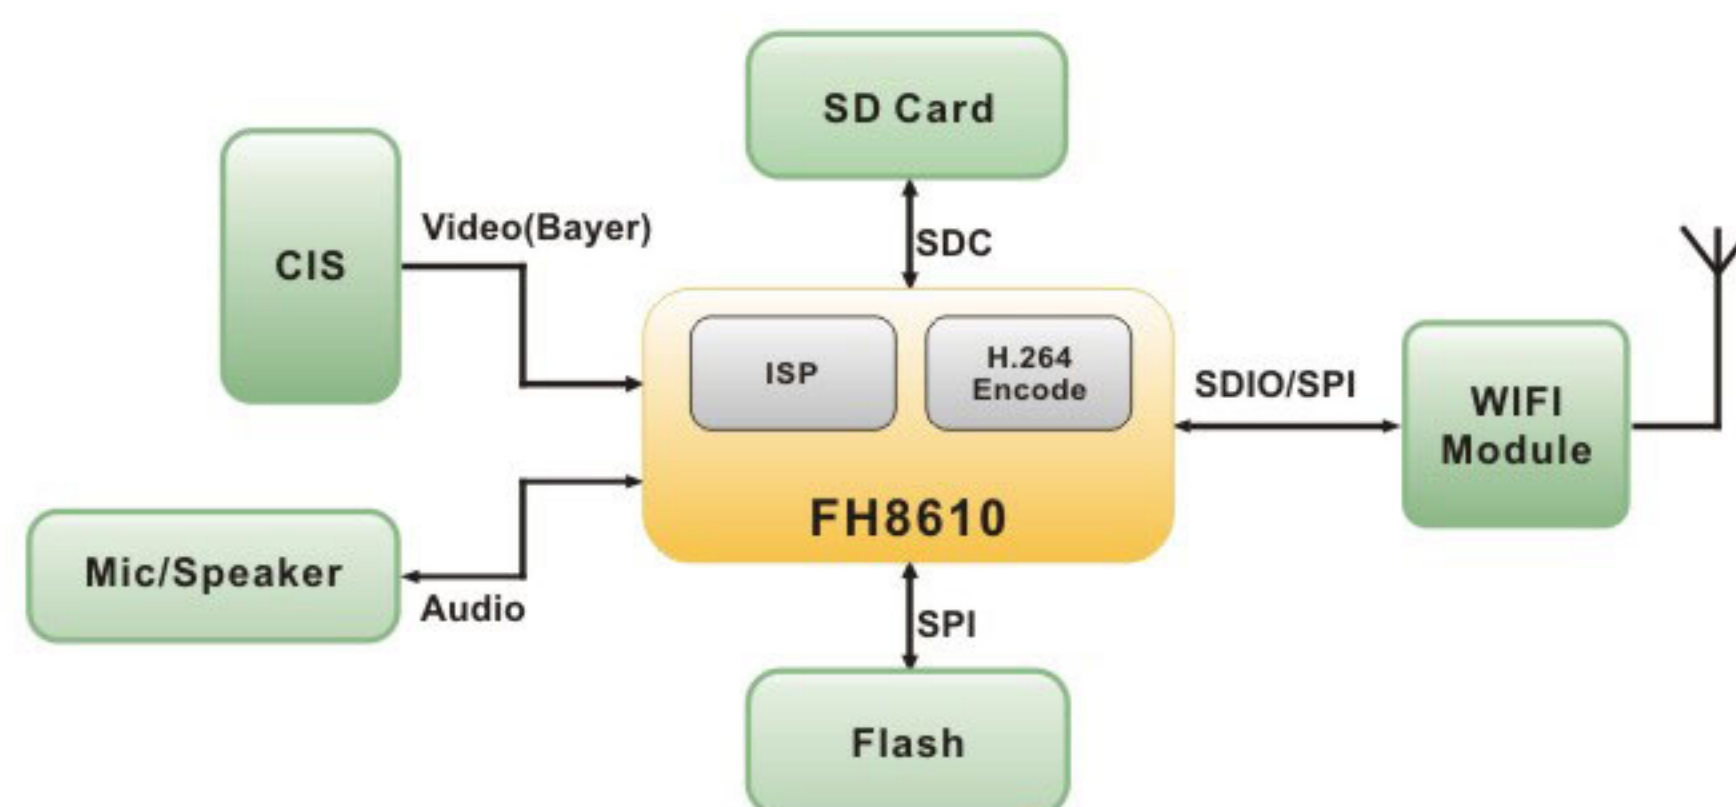 SD Card
CIS
Video(Bayer)
SDC
ISP
H.264
Encode
SDIO/SPI
WIFI
Module
FH8610
Mic/Speaker
Audio
SPI
Flash